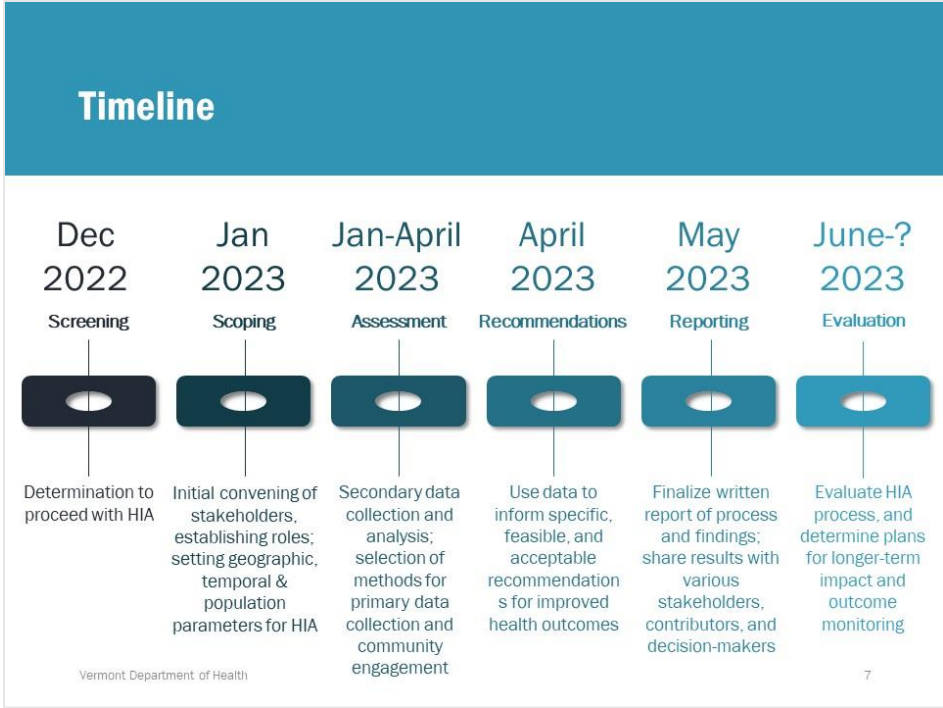 Timeline
Dec
2022
Screening
Determination to
proceed with HIA
Jan
2023
Scoping
Initial convening of
stakeholders,
establishing roles;
setting geographic,
temporal &
population
parameters for HIA
Jan-April
2023
Assessment
Secondary data
collection and
analysis;
selection of
methods for
primary data
collection and
community
engagement
April
2023
Recommendations
Use data to
inform specific,
feasible, and
acceptable
recommendation
s for improved
health outcomes
May
2023
Reporting
Finalize written
report of process
and findings;
share results with
various
stakeholders,
contributors, and
decision-makers
June-?
2023
Evaluation
Evaluate HIA
process, and
determine plans
for longer-term
impact and
outcome
monitoring
Vermont Department of Health
7